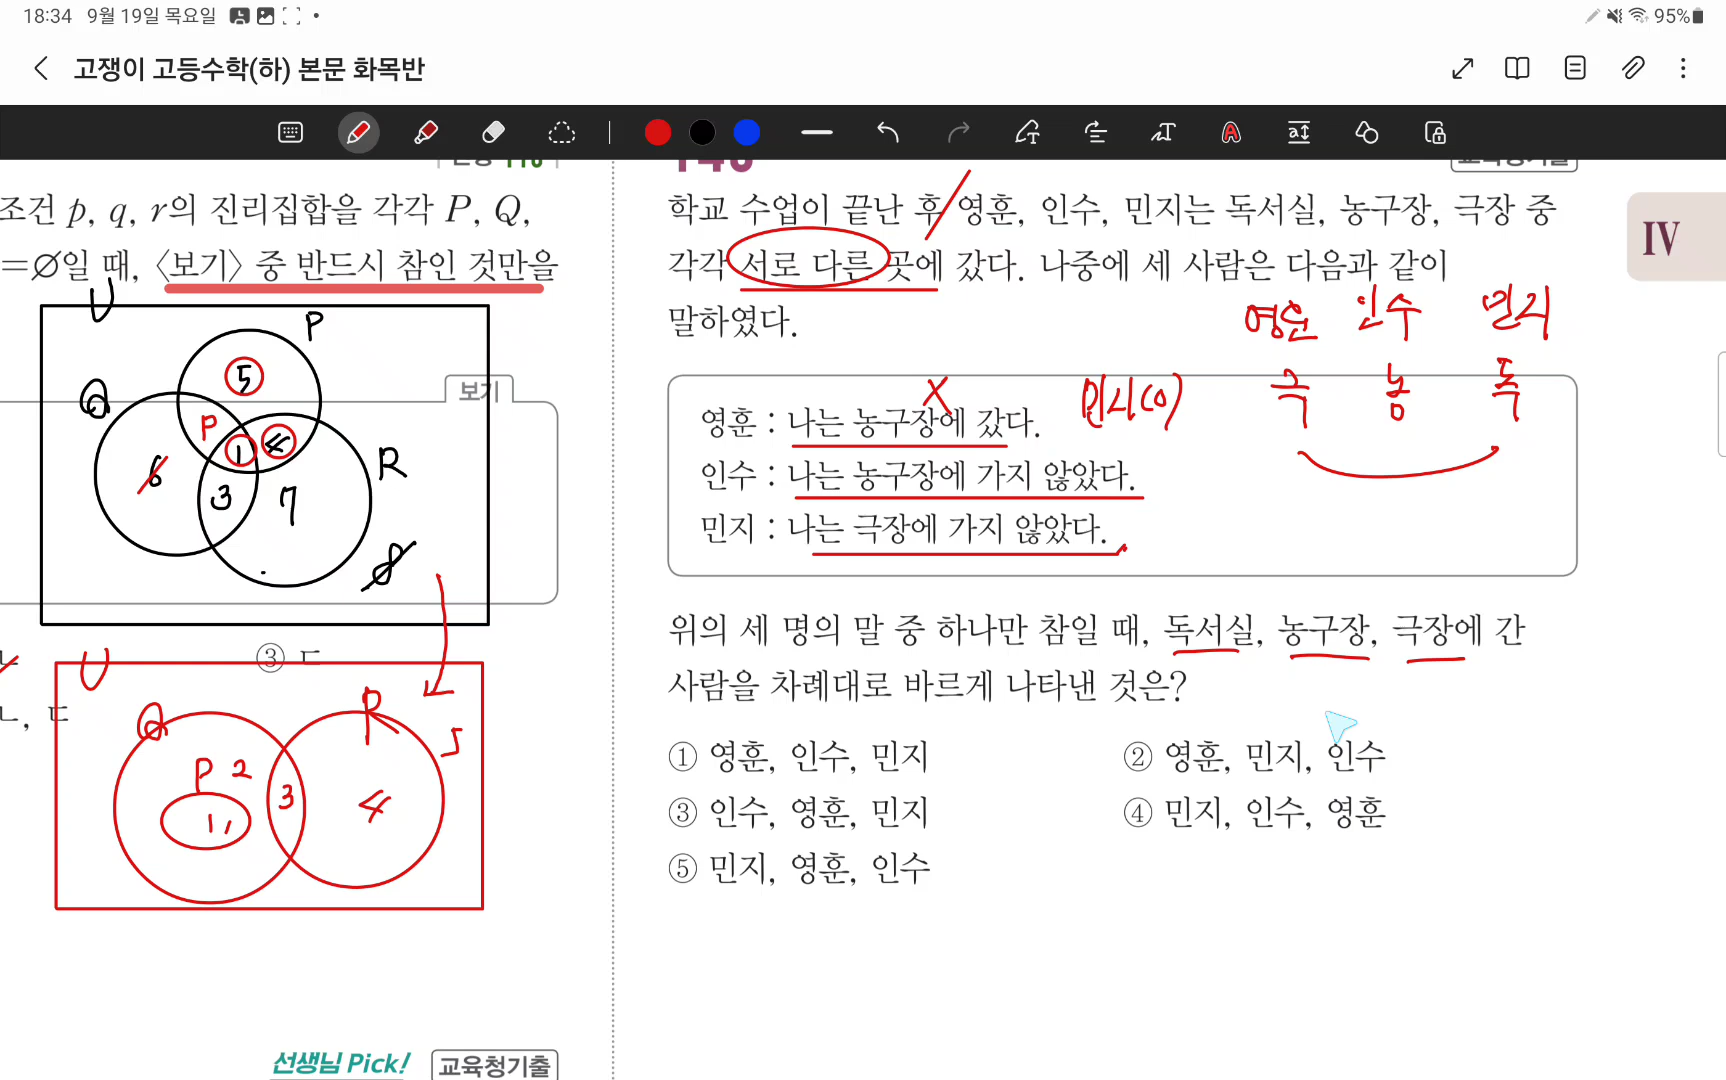 18:34 9월 19일 목요일
95%
고쟁이 고등수학(하) 본문 화목반
조건 p, q, r의 진리집합을 각각 P, Q,
=∅일 때, 〈보기〉 중 반드시 참인 것만을
보기
U
P
Q
R
5
P
1
4
6
3
7
8
③ ㄷ
ㄴ, ㄷ
U
Q
R
5
P 2
3
4
1,
선생님 Pick!
교육청기출
학교 수업이 끝난 후 영훈, 인수, 민지는 독서실, 농구장, 극장 중
각각 서로 다른 곳에 갔다. 나중에 세 사람은 다음과 같이
말하였다.
영훈 인수 민지
극 농 독
영훈 : 나는 농구장에 갔다.
X
민지(o)
인수 : 나는 농구장에 가지 않았다.
민지 : 나는 극장에 가지 않았다.
위의 세 명의 말 중 하나만 참일 때, 독서실, 농구장, 극장에 간
사람을 차례대로 바르게 나타낸 것은?
① 영훈, 인수, 민지
② 영훈, 민지, 인수
③ 인수, 영훈, 민지
④ 민지, 인수, 영훈
⑤ 민지, 영훈, 인수
IV